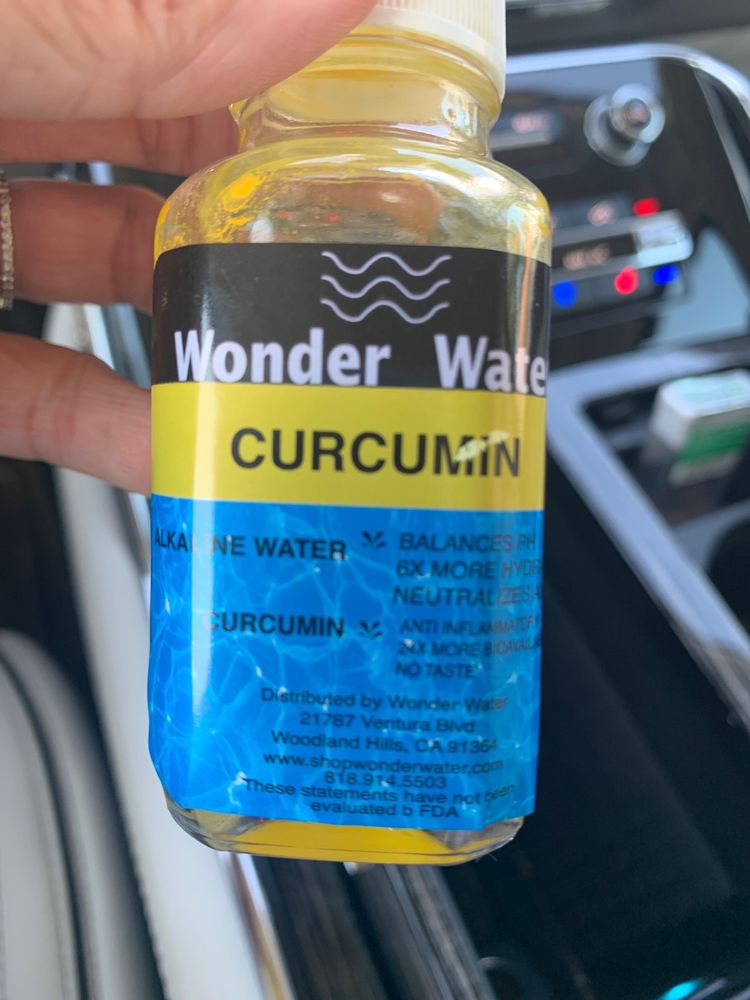 Wonder Wate
CURCUMIN
ALKALINE WATER BALANCES PH
6X MORE HYDR
NEUTRALIZES A
CURCUMIN ANTI INFLAMMATORY
24X MORE BIOAVAILA
NO TASTE
Distributed by Wonder Water
21787 Ventura Blvd
Woodland Hills, CA 91364
www.shopwonderwater.com
818.914.5503
These statements have not been
evaluated b FDA